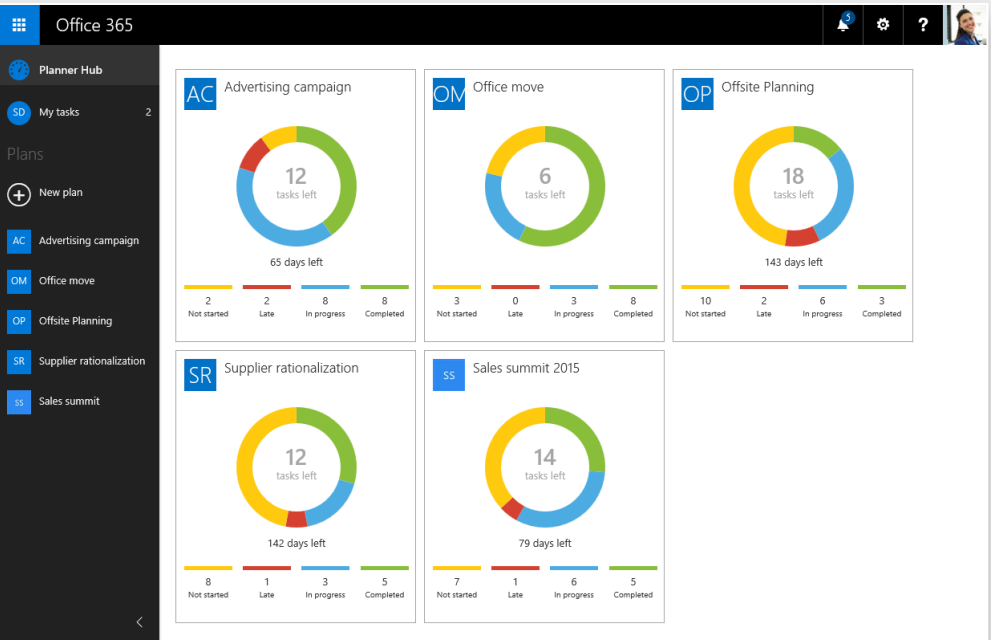 Office 365
5
?
Planner Hub
SD My tasks 2
Plans
New plan
AC Advertising campaign
OM Office move
OP Offsite Planning
SR Supplier rationalization
SS Sales summit
AC Advertising campaign
12
tasks left
65 days left
2 2 8 8
Not started Late In progress Completed
OM Office move
6
tasks left
3 0 3 8
Not started Late In progress Completed
OP Offsite Planning
18
tasks left
143 days left
10 2 6 3
Not started Late In progress Completed
SR Supplier rationalization
12
tasks left
142 days left
8 1 3 5
Not started Late In progress Completed
SS Sales summit 2015
14
tasks left
79 days left
7 1 6 5
Not started Late In progress Completed